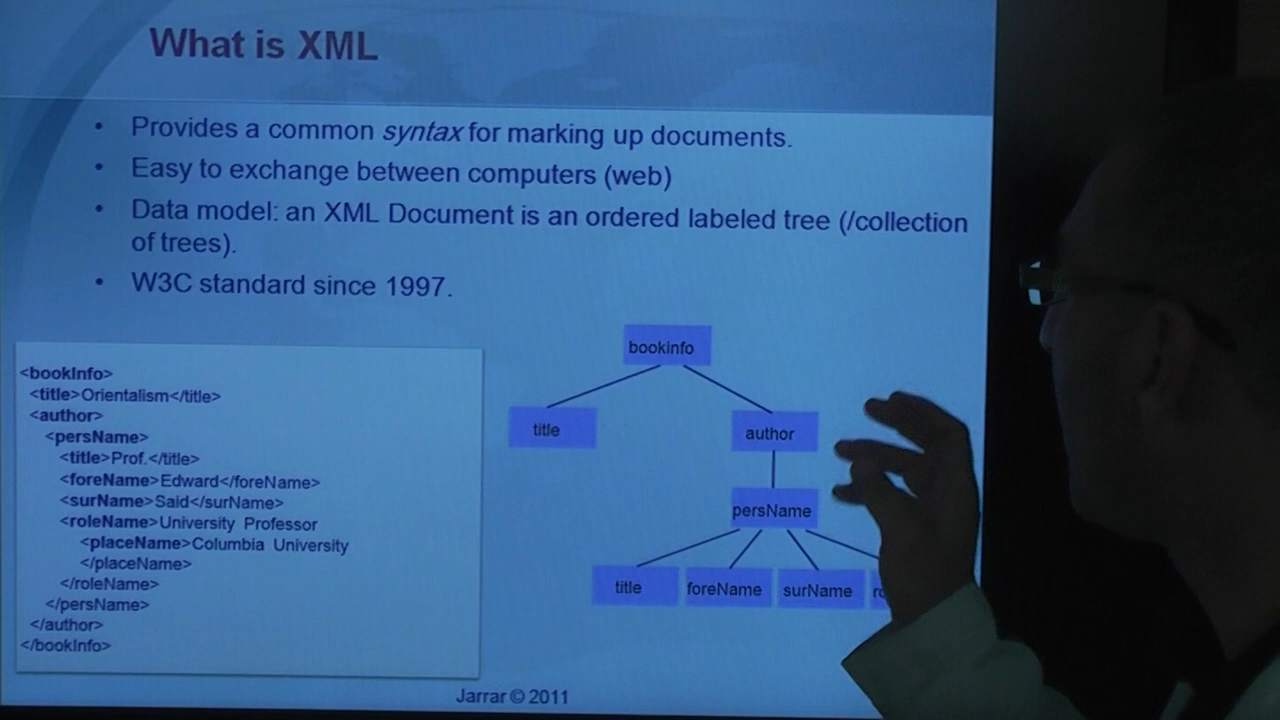 What is XML
• Provides a common syntax for marking up documents.
• Easy to exchange between computers (web)
• Data model: an XML Document is an ordered labeled tree (/collection
of trees).
• W3C standard since 1997.
<bookInfo>
<title>Orientalism</title>
<author>
<persName>
<title>Prof.</title>
<foreName>Edward</foreName>
<surName>Said</surName>
<roleName>University Professor
<placeName>Columbia University
</placeName>
</roleName>
</persName>
</author>
</bookInfo>
bookinfo
title
author
persName
title
foreName
surName
Jarrar © 2011